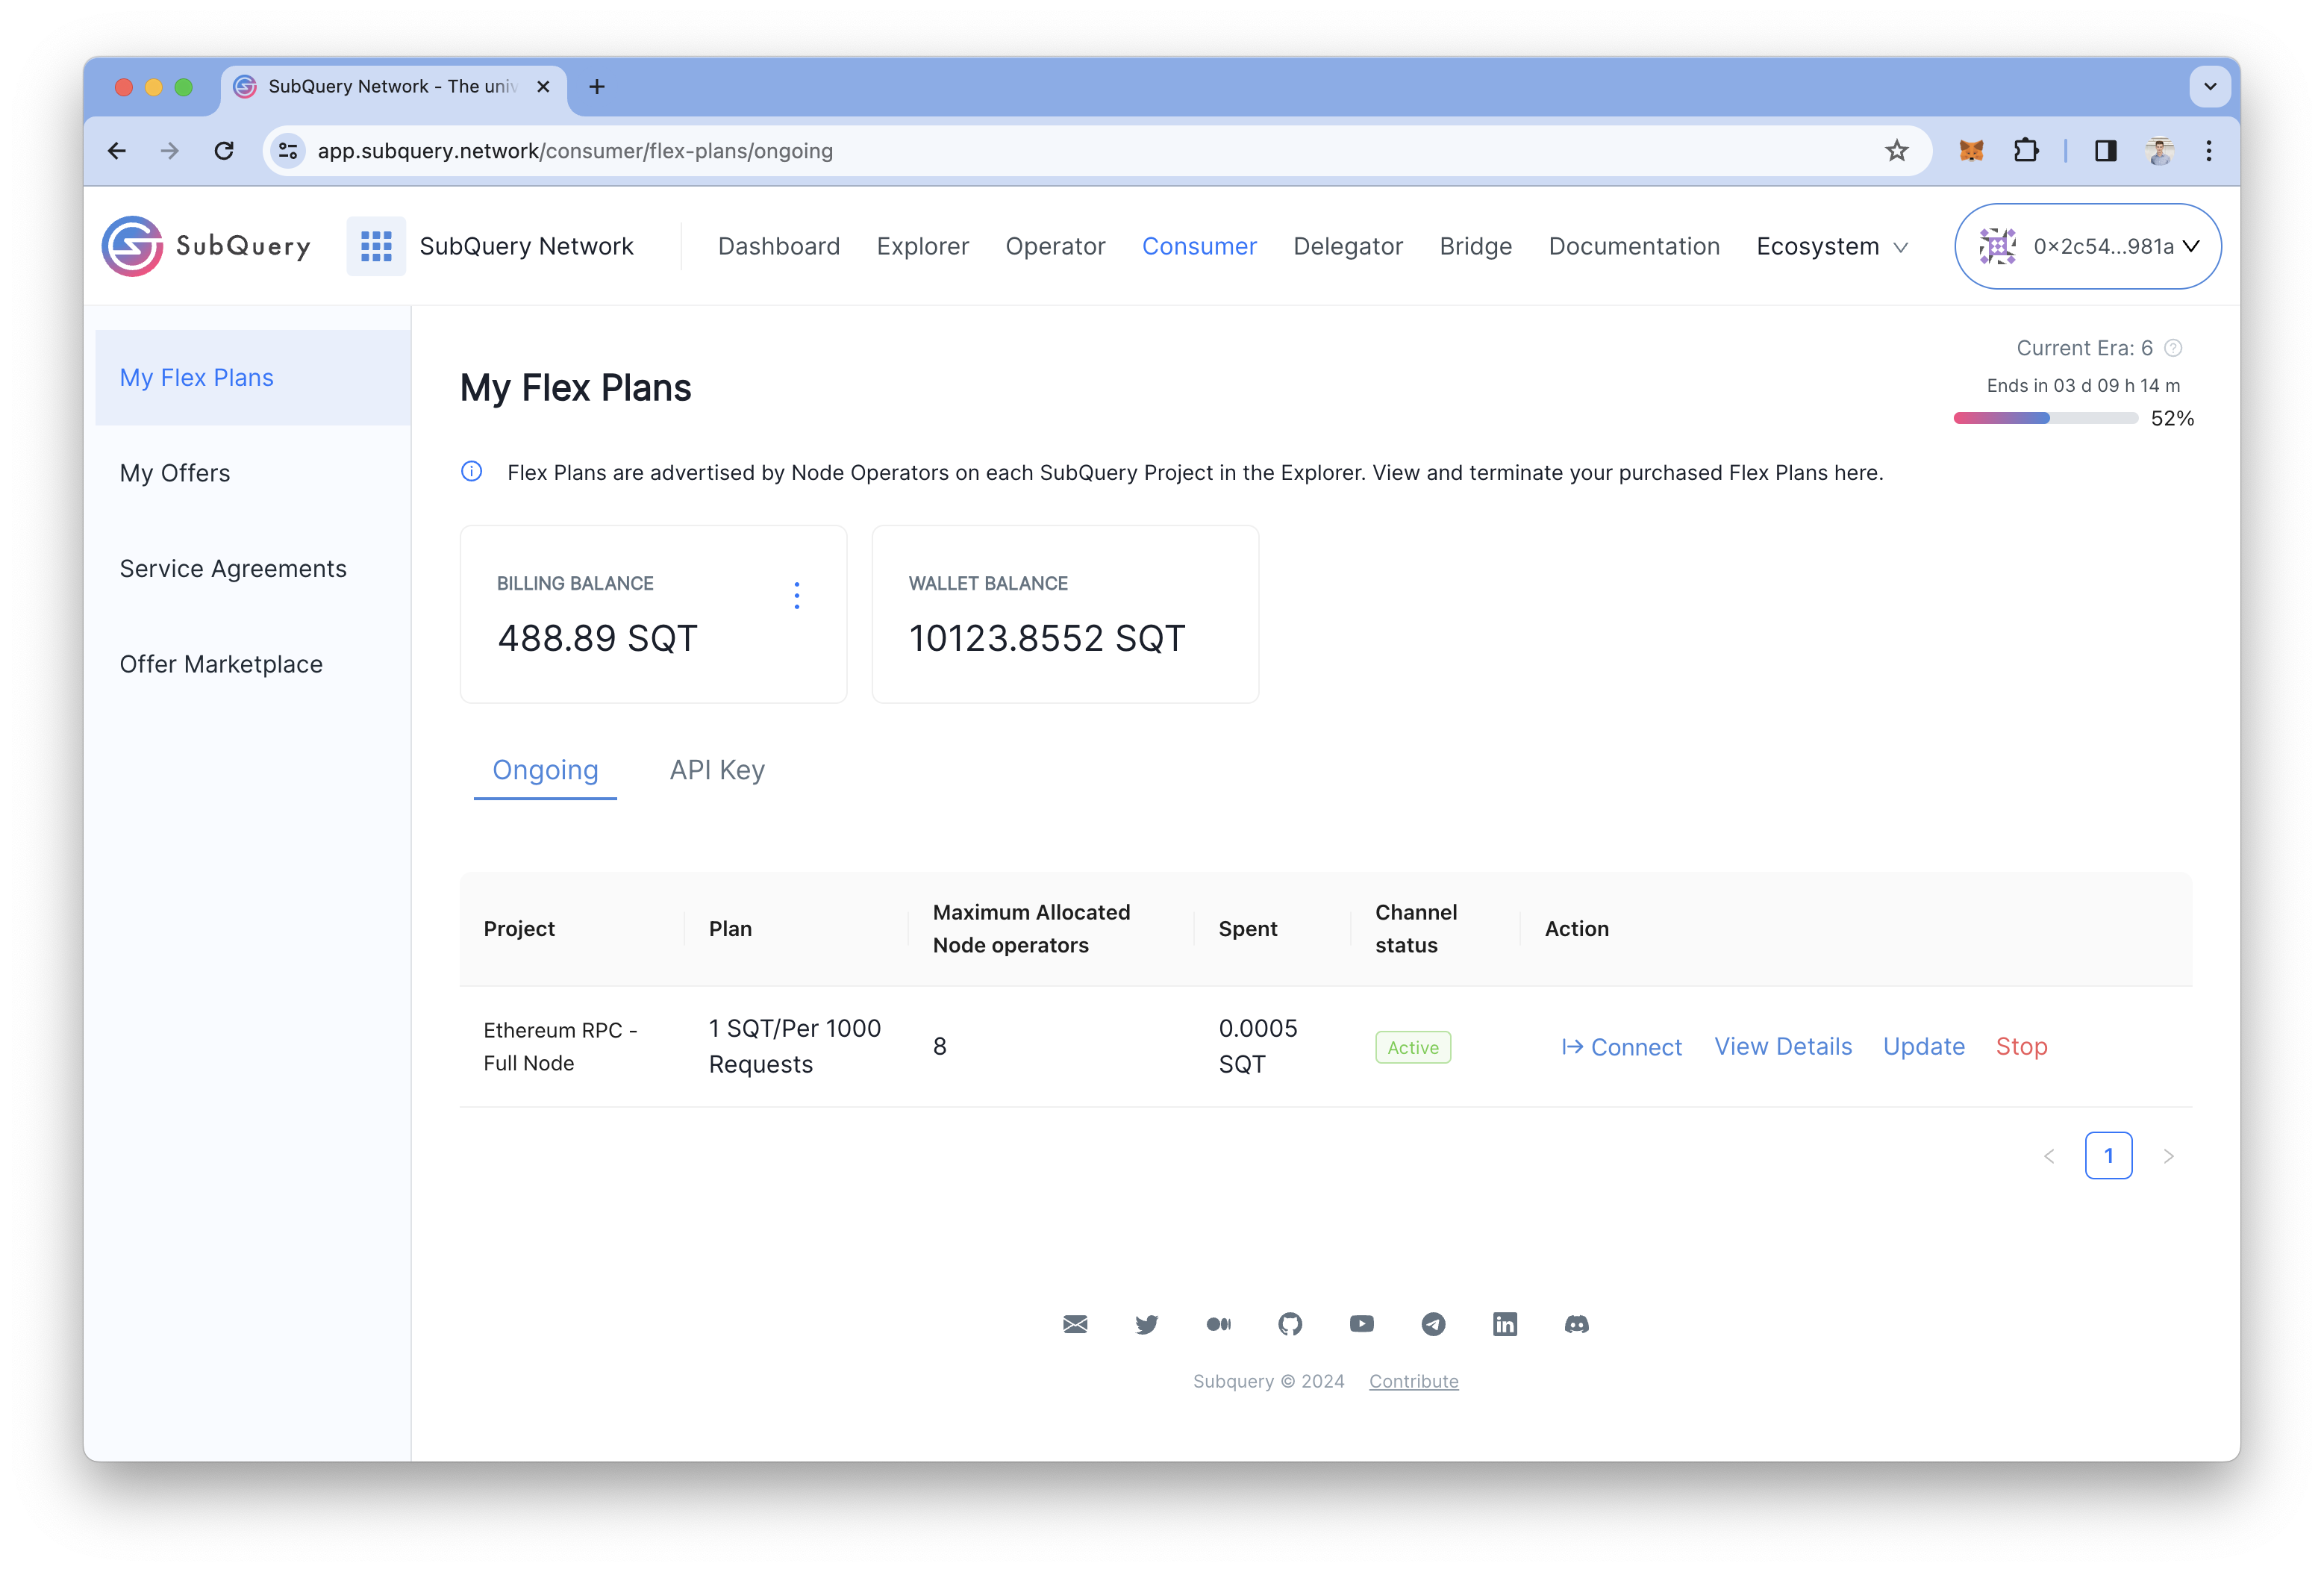 SubQuery Network - The univ
app.subquery.network/consumer/flex-plans/ongoing
SubQuery
SubQuery Network
Dashboard
Explorer
Operator
Consumer
Delegator
Bridge
Documentation
Ecosystem
0x2c54...981a
My Flex Plans
My Offers
Service Agreements
Offer Marketplace
My Flex Plans
Current Era: 6
Ends in 03 d 09 h 14 m
52%
Flex Plans are advertised by Node Operators on each SubQuery Project in the Explorer. View and terminate your purchased Flex Plans here.
BILLING BALANCE
488.89 SQT
WALLET BALANCE
10123.8552 SQT
Ongoing
API Key
Project
Plan
Maximum Allocated
Node operators
Spent
Channel
status
Action
Ethereum RPC -
Full Node
1 SQT/Per 1000
Requests
8
0.0005
SQT
Active
Connect
View Details
Update
Stop
1
Subquery © 2024
Contribute